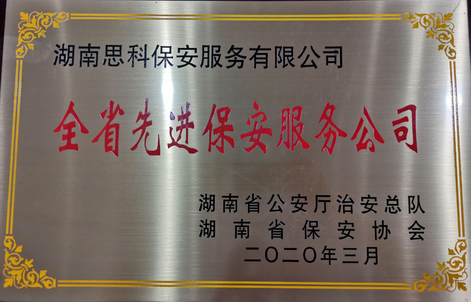 湖南思科保安服务有限公司
全省先进保安服务公司
湖南省公安厅治安总队
湖南省保安协会
二〇二〇年三月